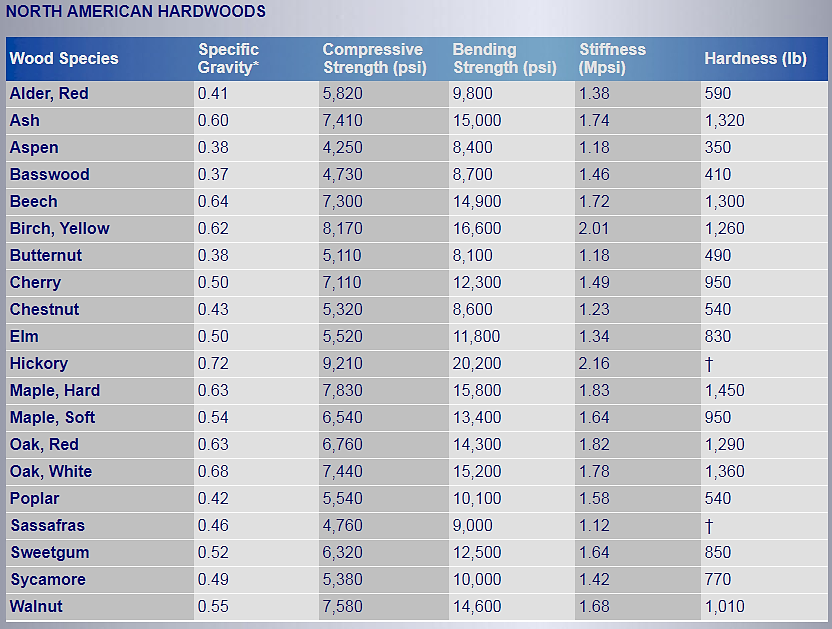 NORTH AMERICAN HARDWOODS
Wood Species Specific Gravity* Compressive Strength (psi) Bending Strength (psi) Stiffness (Mpsi) Hardness (lb)
Alder, Red 0.41 5,820 9,800 1.38 590
Ash 0.60 7,410 15,000 1.74 1,320
Aspen 0.38 4,250 8,400 1.18 350
Basswood 0.37 4,730 8,700 1.46 410
Beech 0.64 7,300 14,900 1.72 1,300
Birch, Yellow 0.62 8,170 16,600 2.01 1,260
Butternut 0.38 5,110 8,100 1.18 490
Cherry 0.50 7,110 12,300 1.49 950
Chestnut 0.43 5,320 8,600 1.23 540
Elm 0.50 5,520 11,800 1.34 830
Hickory 0.72 9,210 20,200 2.16 †
Maple, Hard 0.63 7,830 15,800 1.83 1,450
Maple, Soft 0.54 6,540 13,400 1.64 950
Oak, Red 0.63 6,760 14,300 1.82 1,290
Oak, White 0.68 7,440 15,200 1.78 1,360
Poplar 0.42 5,540 10,100 1.58 540
Sassafras 0.46 4,760 9,000 1.12 †
Sweetgum 0.52 6,320 12,500 1.64 850
Sycamore 0.49 5,380 10,000 1.42 770
Walnut 0.55 7,580 14,600 1.68 1,010